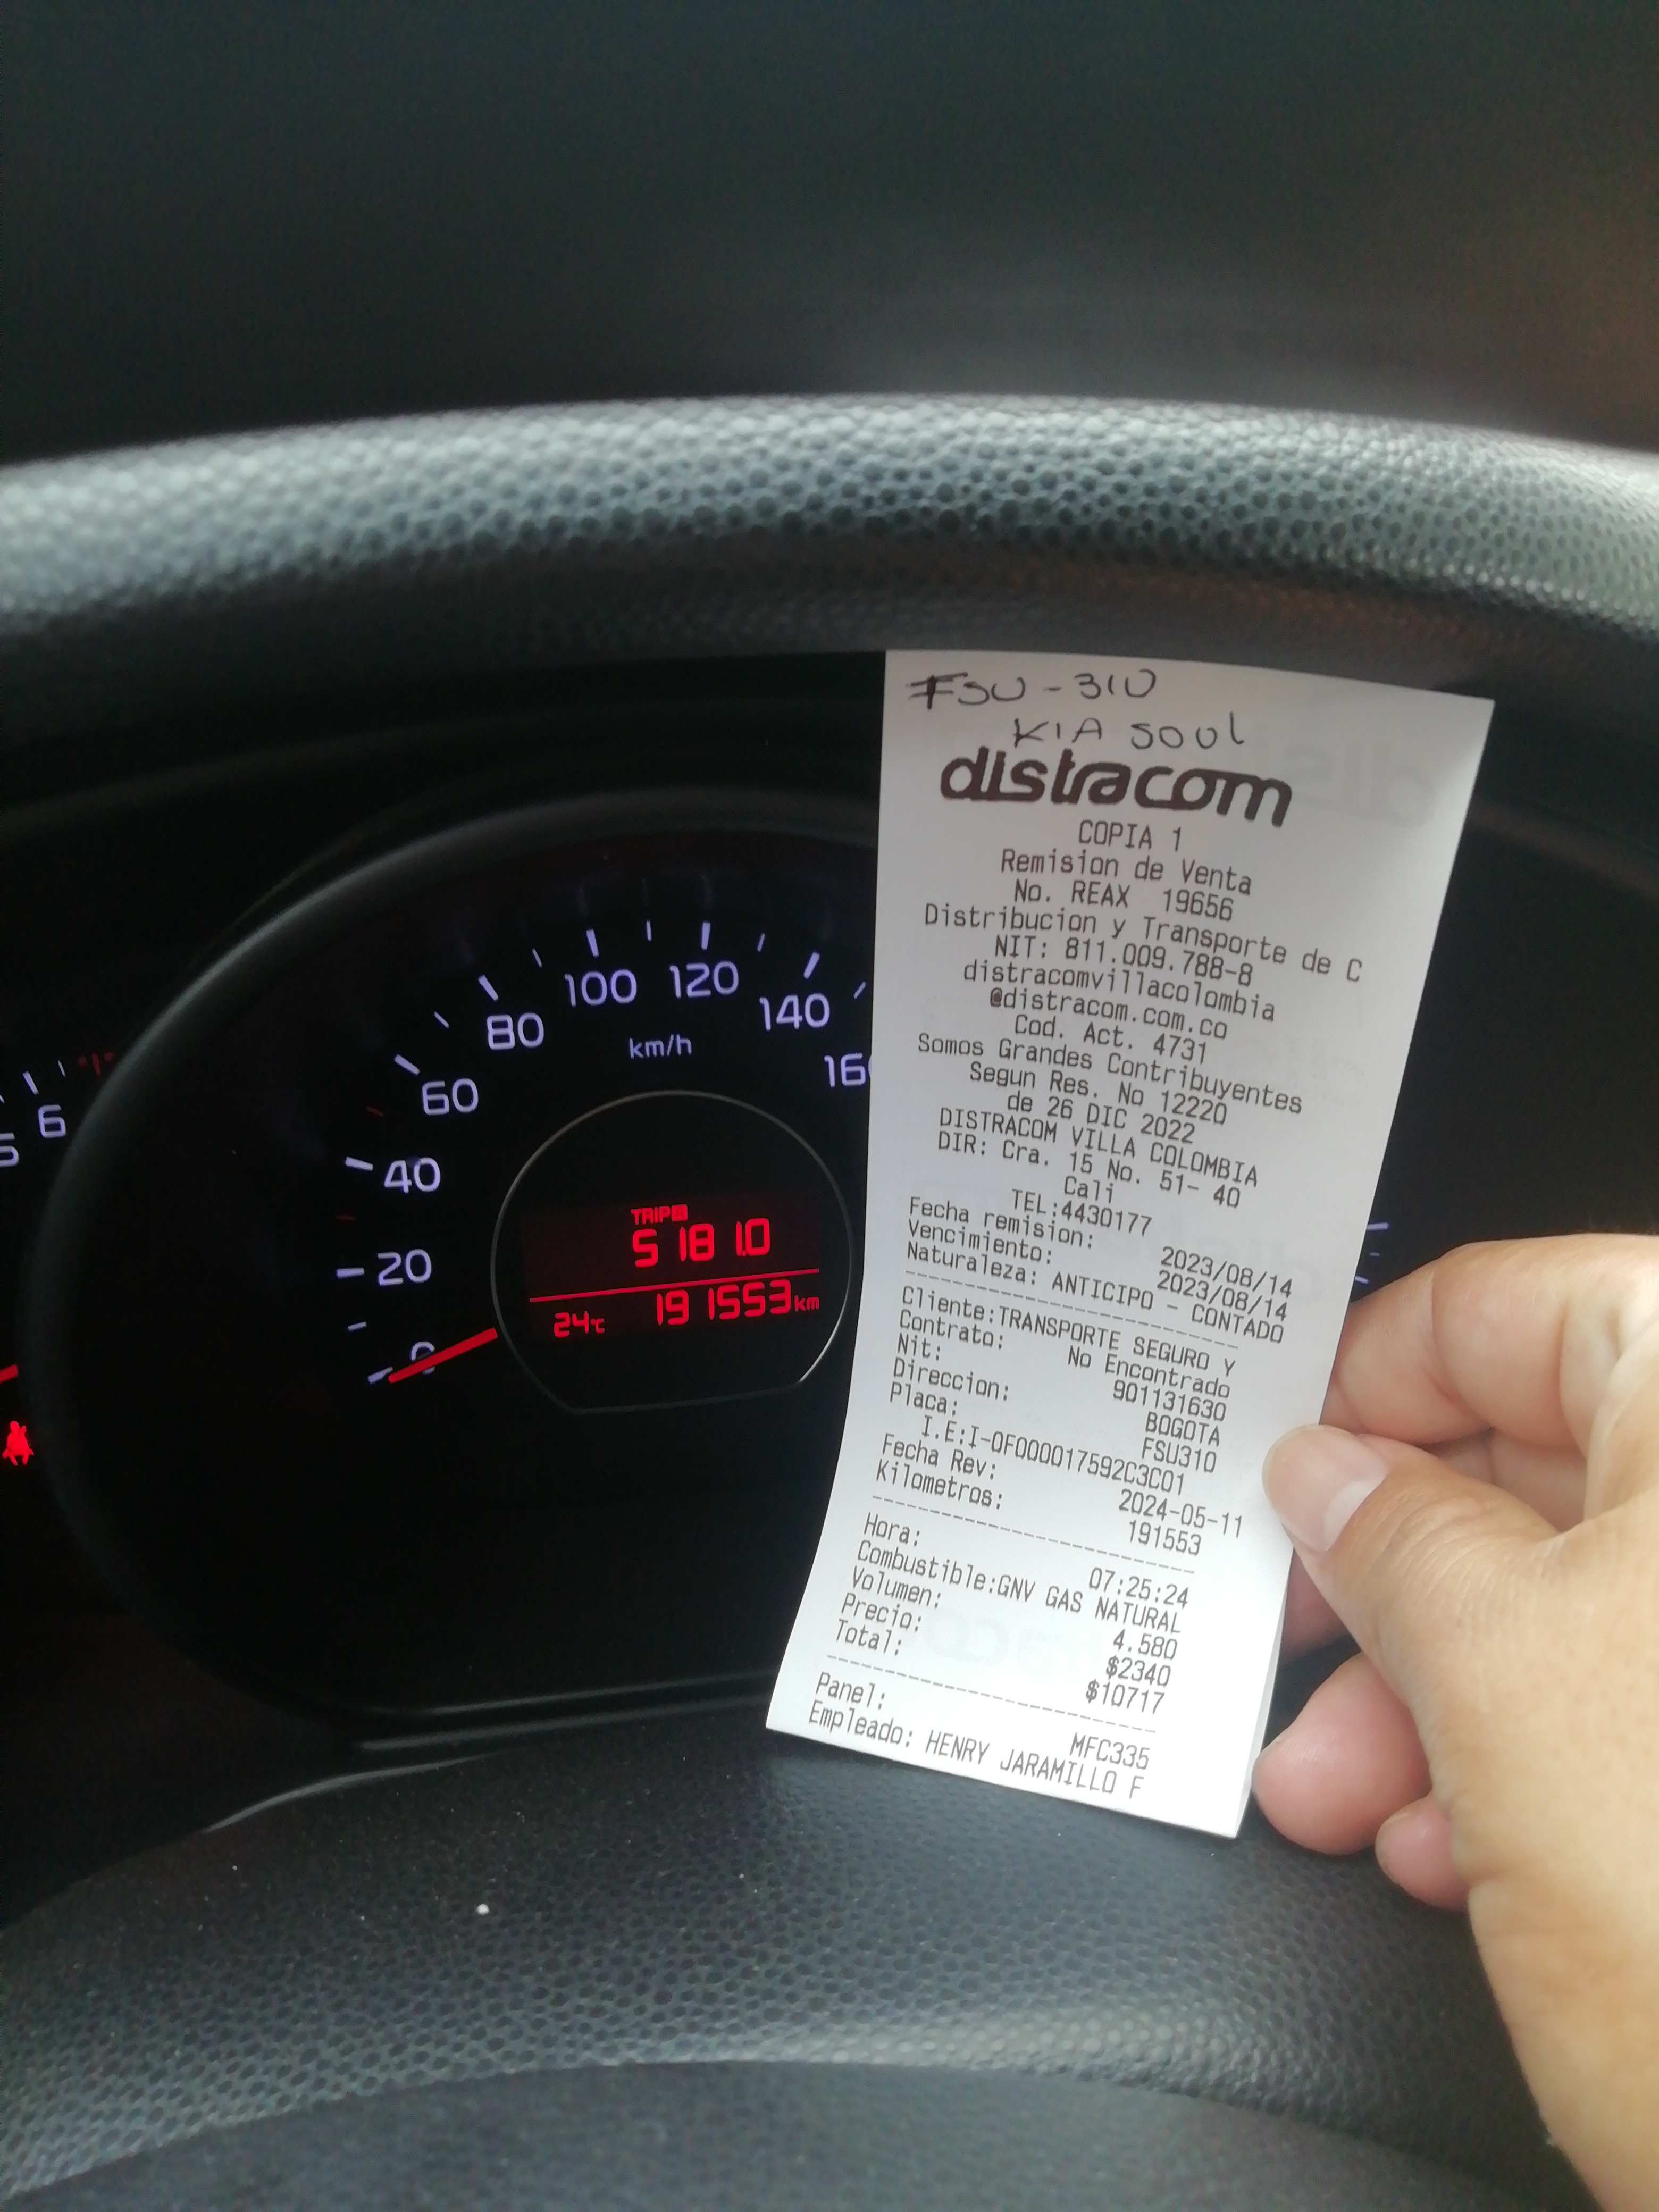 FSU-310
KIA SOUL
distracom
COPIA 1
Remision de Venta
No. REAX 19656
Distribucion y Transporte de C
NIT: 811.009.788-8
distracomvillacolombia
@distracom.com.co
Cod. Act. 4731
Somos Grandes Contribuyentes
Segun Res. No 12220
de 26 DIC 2022
DISTRACOM VILLA COLOMBIA
DIR: Cra. 15 No. 51- 40
Cali
TEL:4430177
Fecha remision: 2023/08/14
Vencimiento: 2023/08/14
Naturaleza: ANTICIPO - CONTADO
Cliente:TRANSPORTE SEGURO Y
Contrato: No Encontrado
Nit: 901131630
Direccion: BOGOTA
Placa: FSU310
I.E:I-0F000017592C3C01
Fecha Rev: 2024-05-11
Kilometros: 191553
Hora: 07:25:24
Combustible:GNV GAS NATURAL
Volumen: 4.580
Precio: $2340
Total: $10717
Panel: MFC335
Empleado: HENRY JARAMILLO F
5 6
0 20 40 60 80 100 120 140 160
km/h
TRIP A
5181.0
24°C 191553 km